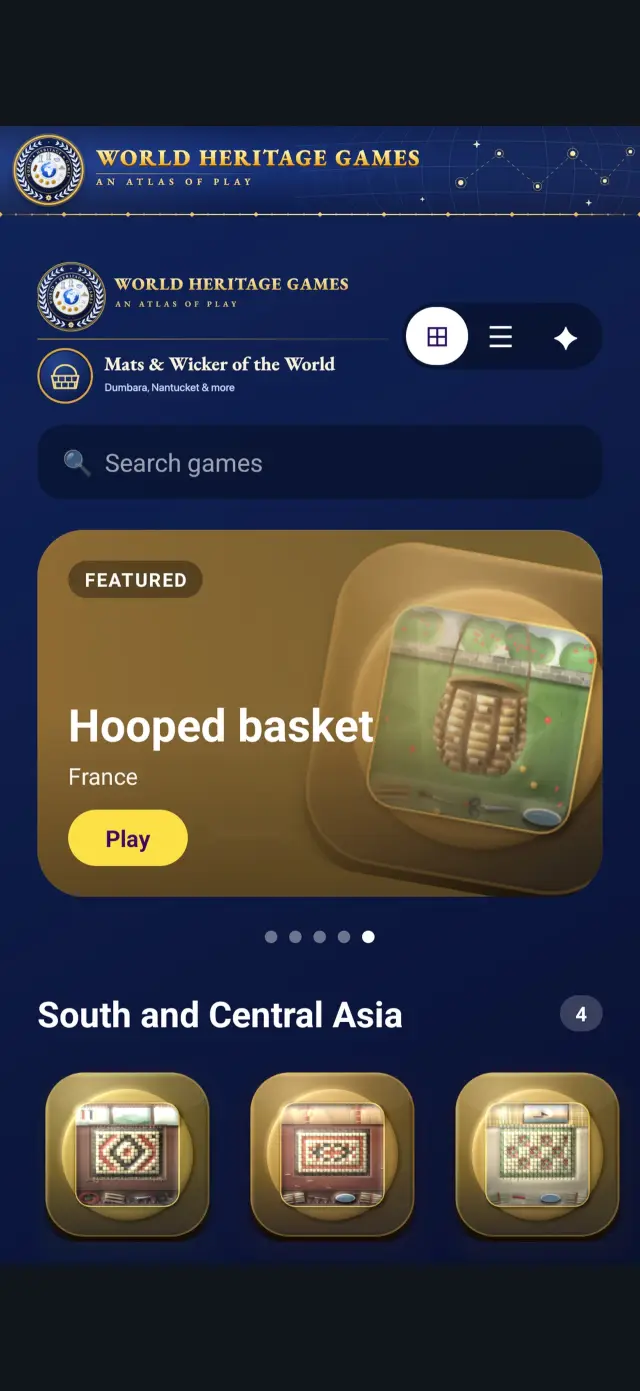 WORLD HERITAGE GAMES
AN ATLAS OF PLAY
WORLD HERITAGE GAMES
AN ATLAS OF PLAY
Mats & Wicker of the World
Dumbara, Nantucket & more
Search games
FEATURED
Hooped basket
France
Play
South and Central Asia
4